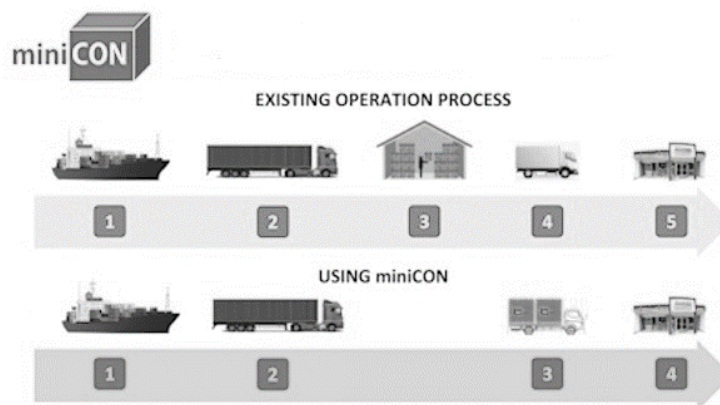 miniCON
EXISTING OPERATION PROCESS
1 2 3 4 5
USING miniCON
1 2 3 4